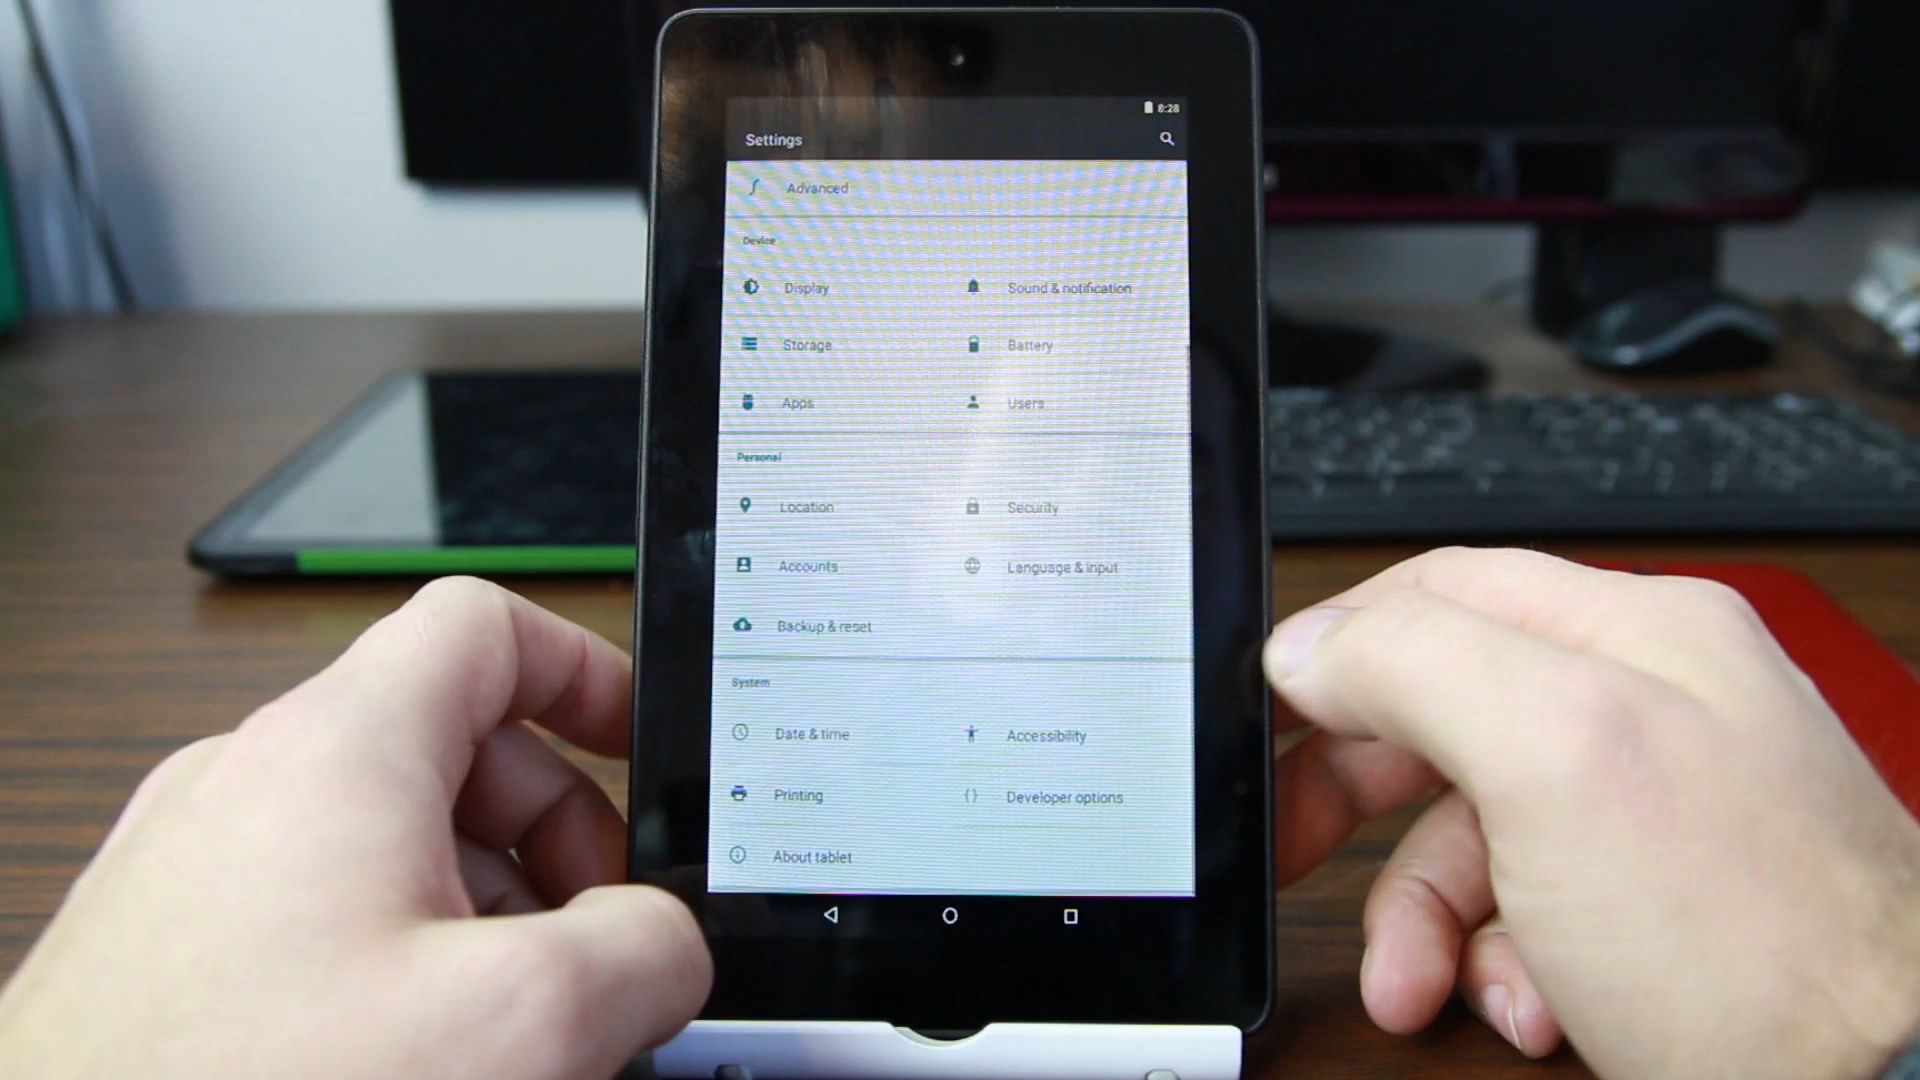 8:28
Settings
Advanced
Device
Display
Sound & notification
Storage
Battery
Apps
Users
Personal
Location
Security
Accounts
Language & input
Backup & reset
System
Date & time
Accessibility
Printing
Developer options
About tablet